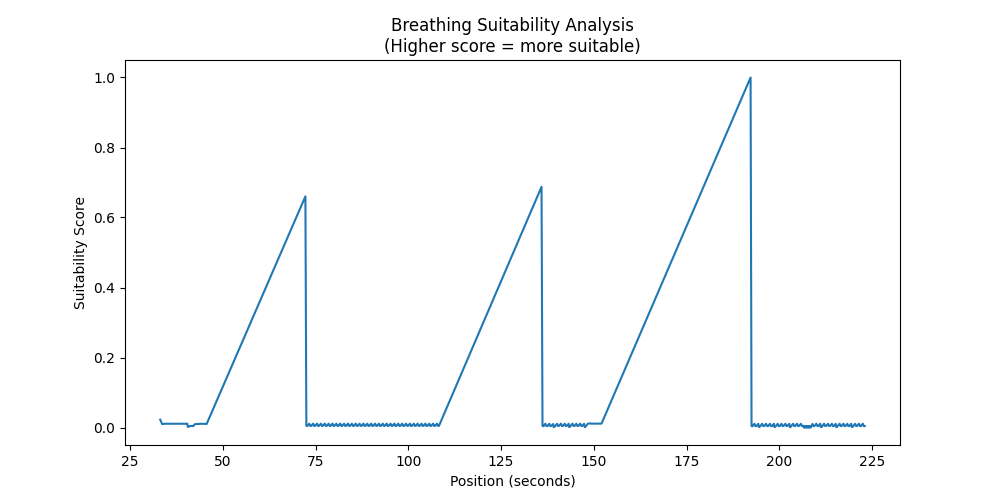 Breathing Suitability Analysis
(Higher score = more suitable)
Suitability Score
1.0
0.8
0.6
0.4
0.2
0.0
25 50 75 100 125 150 175 200 225
Position (seconds)